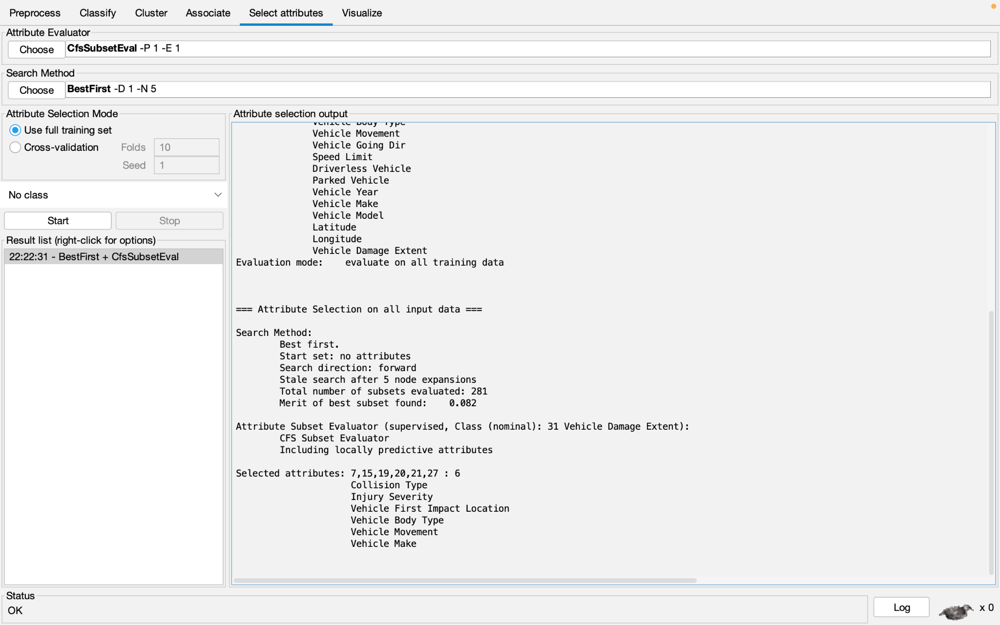 Preprocess Classify Cluster Associate Select attributes Visualize
Attribute Evaluator
Choose CfsSubsetEval -P 1 -E 1
Search Method
Choose BestFirst -D 1 -N 5
Attribute Selection Mode
Use full training set
Cross-validation Folds 10
Seed 1
No class
Start Stop
Result list (right-click for options)
22:22:31 - BestFirst + CfsSubsetEval
Attribute selection output
Vehicle Body Type
Vehicle Movement
Vehicle Going Dir
Speed Limit
Driverless Vehicle
Parked Vehicle
Vehicle Year
Vehicle Make
Vehicle Model
Latitude
Longitude
Vehicle Damage Extent
Evaluation mode: evaluate on all training data
=== Attribute Selection on all input data ===
Search Method:
Best first.
Start set: no attributes
Search direction: forward
Stale search after 5 node expansions
Total number of subsets evaluated: 281
Merit of best subset found: 0.082
Attribute Subset Evaluator (supervised, Class (nominal): 31 Vehicle Damage Extent):
CFS Subset Evaluator
Including locally predictive attributes
Selected attributes: 7,15,19,20,21,27 : 6
Collision Type
Injury Severity
Vehicle First Impact Location
Vehicle Body Type
Vehicle Movement
Vehicle Make
Status
OK
Log x 0